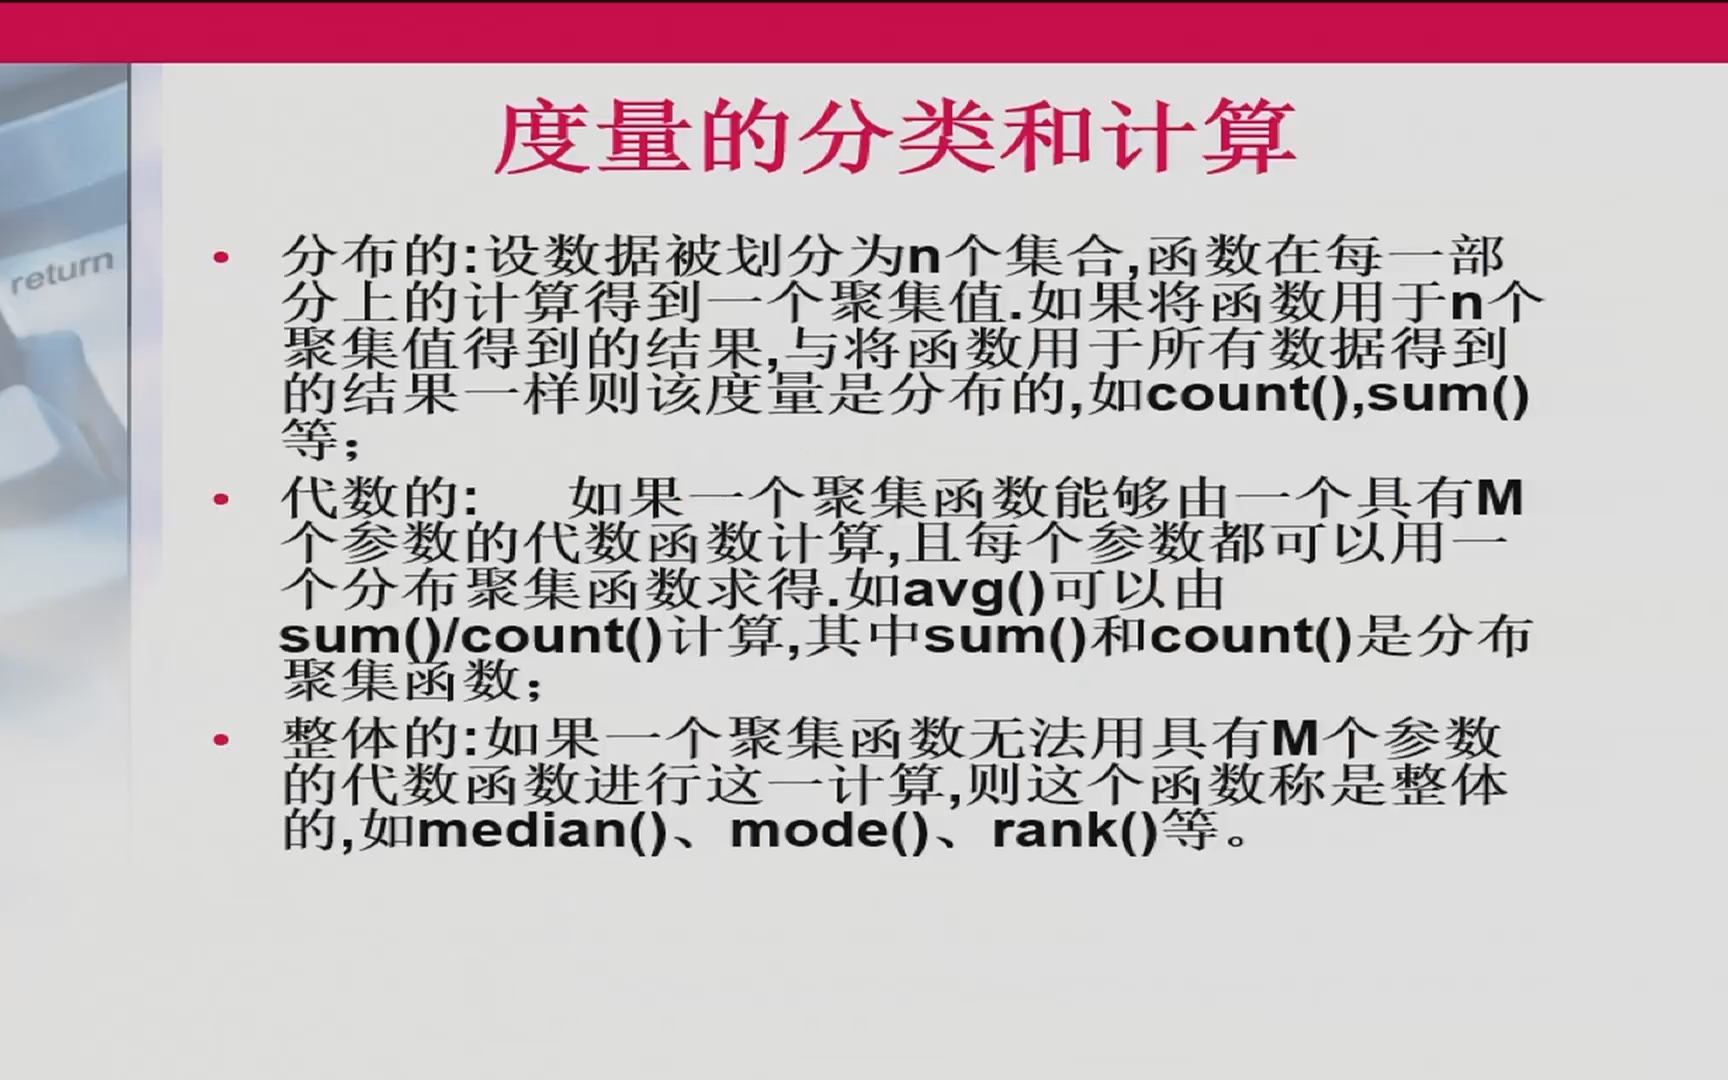 度量的分类和计算
return
• 分布的:设数据被划分为n个集合,函数在每一部
分上的计算得到一个聚集值.如果将函数用于n个
聚集值得到的结果,与将函数用于所有数据得到
的结果一样则该度量是分布的,如count(),sum()
等;
• 代数的: 如果一个聚集函数能够由一个具有M
个参数的代数函数计算,且每个参数都可以用一
个分布聚集函数求得.如avg()可以由
sum()/count()计算,其中sum()和count()是分布
聚集函数;
• 整体的:如果一个聚集函数无法用具有M个参数
的代数函数进行这一计算,则这个函数称是整体
的,如median()、mode()、rank()等。